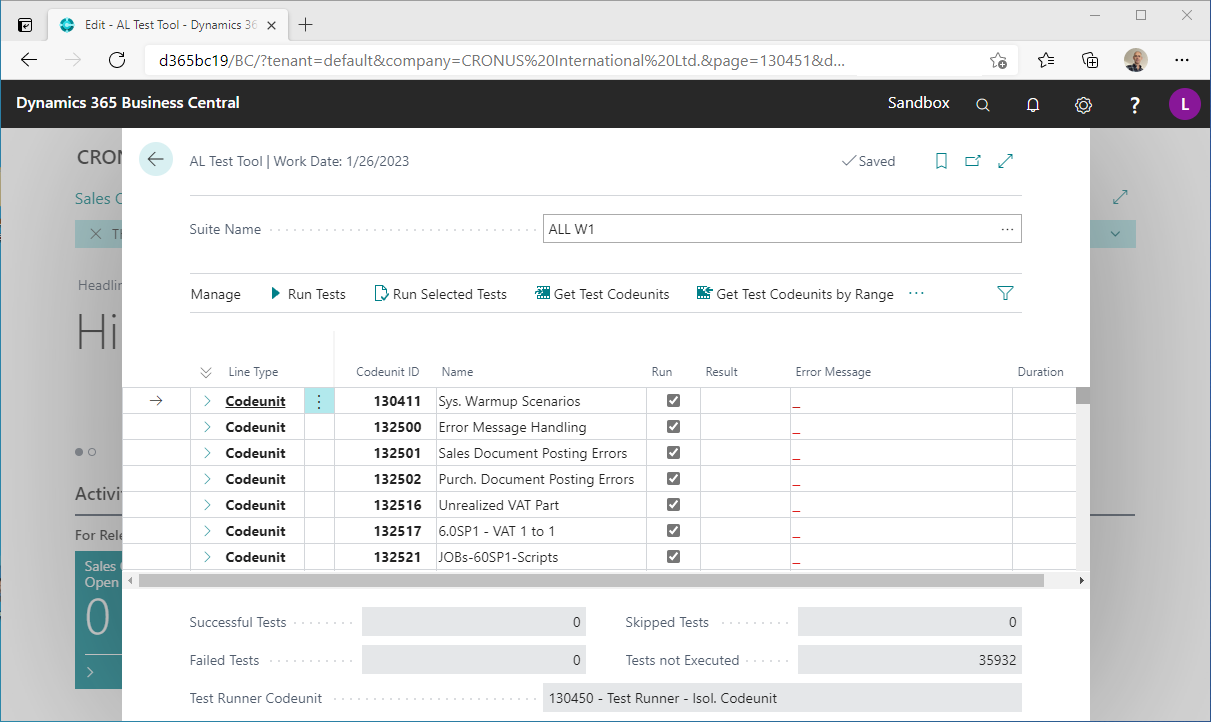 Edit - AL Test Tool - Dynamics 36
d365bc19/BC/?tenant=default&company=CRONUS%20International%20Ltd.&page=130451&d...
Dynamics 365 Business Central
Sandbox
?
L
CRON
Sales O
Th
Headlin
Hi
Activi
For Rele
Sales O
Open
0
AL Test Tool | Work Date: 1/26/2023
Saved
Suite Name
ALL W1
Manage
Run Tests
Run Selected Tests
Get Test Codeunits
Get Test Codeunits by Range
Line Type Codeunit ID Name Run Result Error Message Duration
Codeunit 130411 Sys. Warmup Scenarios _
Codeunit 132500 Error Message Handling _
Codeunit 132501 Sales Document Posting Errors _
Codeunit 132502 Purch. Document Posting Errors _
Codeunit 132516 Unrealized VAT Part _
Codeunit 132517 6.0SP1 - VAT 1 to 1 _
Codeunit 132521 JOBs-60SP1-Scripts _
Successful Tests 0 Skipped Tests 0
Failed Tests 0 Tests not Executed 35932
Test Runner Codeunit 130450 - Test Runner - Isol. Codeunit